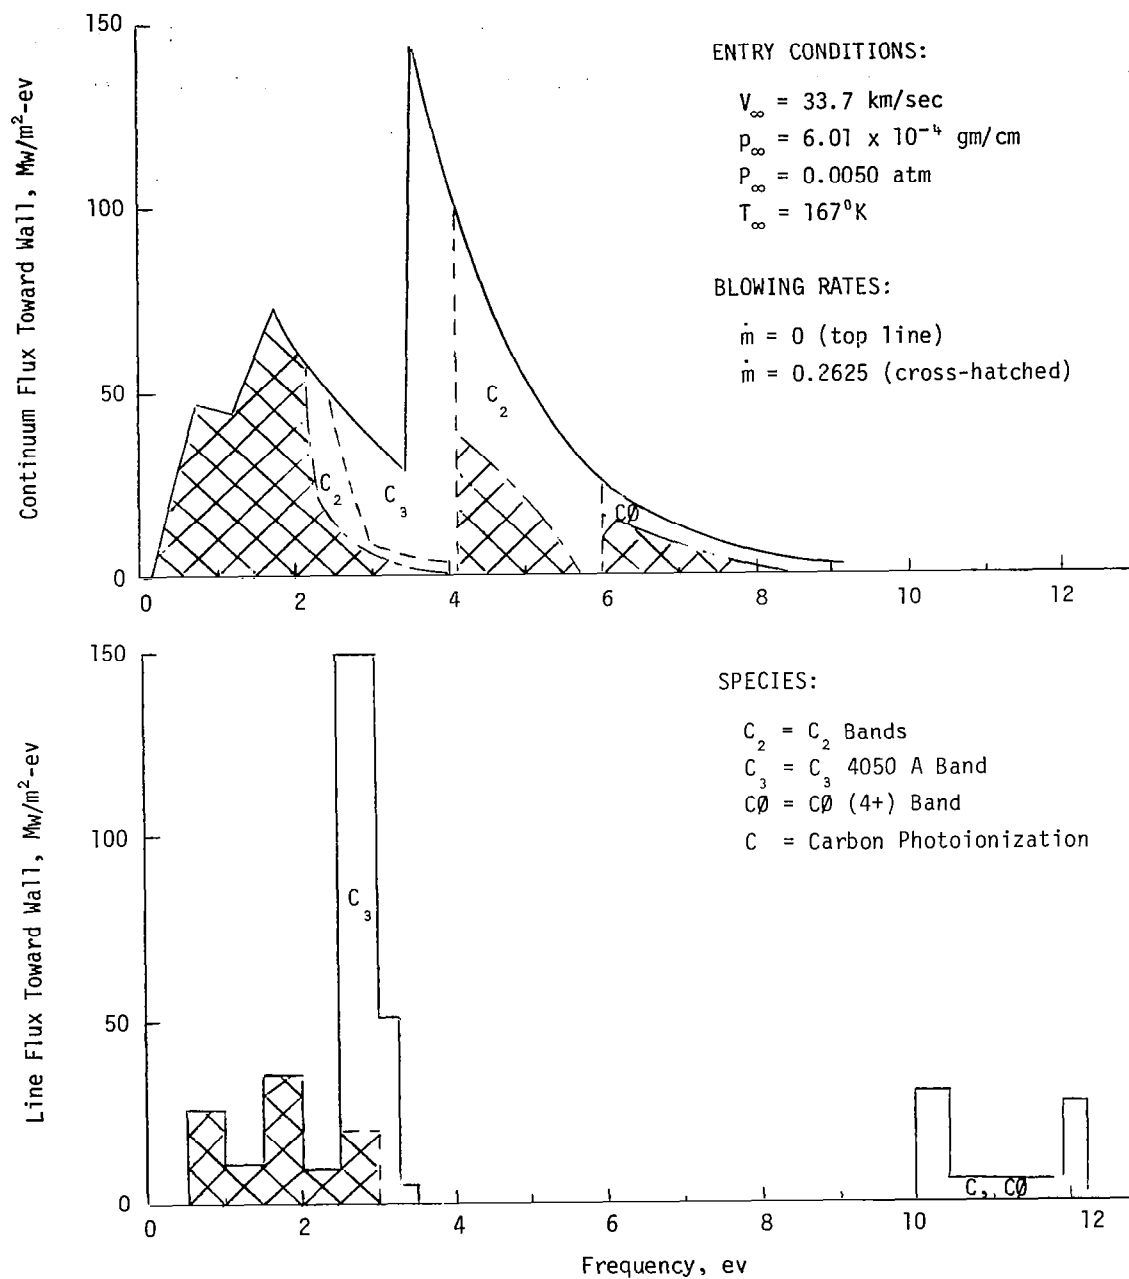 150
100
50
0
Continuum Flux Toward Wall, Mw/m²-ev
ENTRY CONDITIONS:
V∞ = 33.7 km/sec
p∞ = 6.01 x 10⁻⁴ gm/cm
P∞ = 0.0050 atm
T∞ = 167⁰K
BLOWING RATES:
ṁ = 0 (top line)
ṁ = 0.2625 (cross-hatched)
C₂
C₂
C₃
CØ
0 2 4 6 8 10 12
150
100
50
0
Line Flux Toward Wall, Mw/m²-ev
SPECIES:
C₂ = C₂ Bands
C₃ = C₃ 4050 A Band
CØ = CØ (4+) Band
C = Carbon Photoionization
C₃
C, CØ
0 2 4 6 8 10 12
Frequency, ev